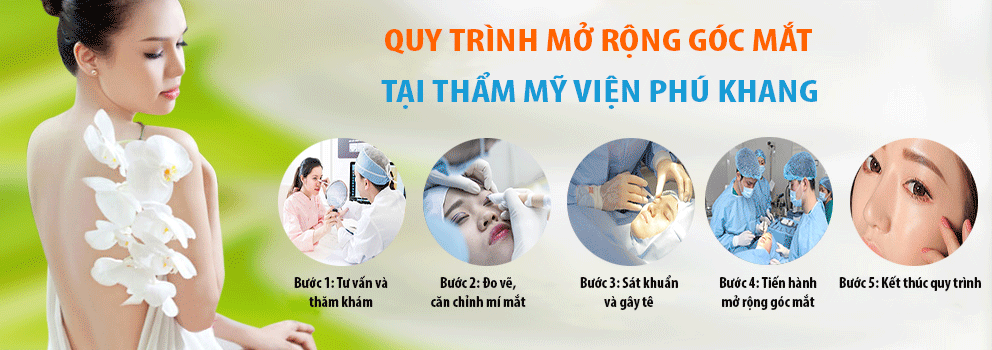 QUY TRÌNH MỞ RỘNG GÓC MẮT
TẠI THẨM MỸ VIỆN PHÚ KHANG
Bước 1: Tư vấn và
thăm khám
Bước 2: Đo vẽ,
căn chỉnh mí mắt
Bước 3: Sát khuẩn
và gây tê
Bước 4: Tiến hành
mở rộng góc mắt
Bước 5: Kết thúc quy trình